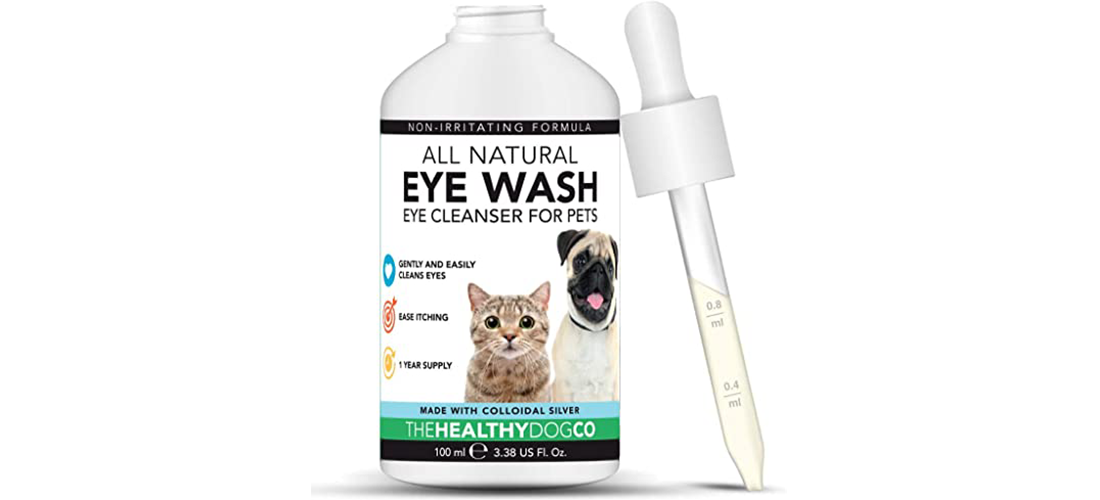 NON-IRRITATING FORMULA
ALL NATURAL
EYE WASH
EYE CLEANSER FOR PETS
GENTLY AND EASILY
CLEANS EYES
EASE ITCHING
1 YEAR SUPPLY
MADE WITH COLLOIDAL SILVER
THEHEALTHYDOGCO
100 ml ℮ 3.38 US Fl. Oz.
0.8
ml
0.4
ml